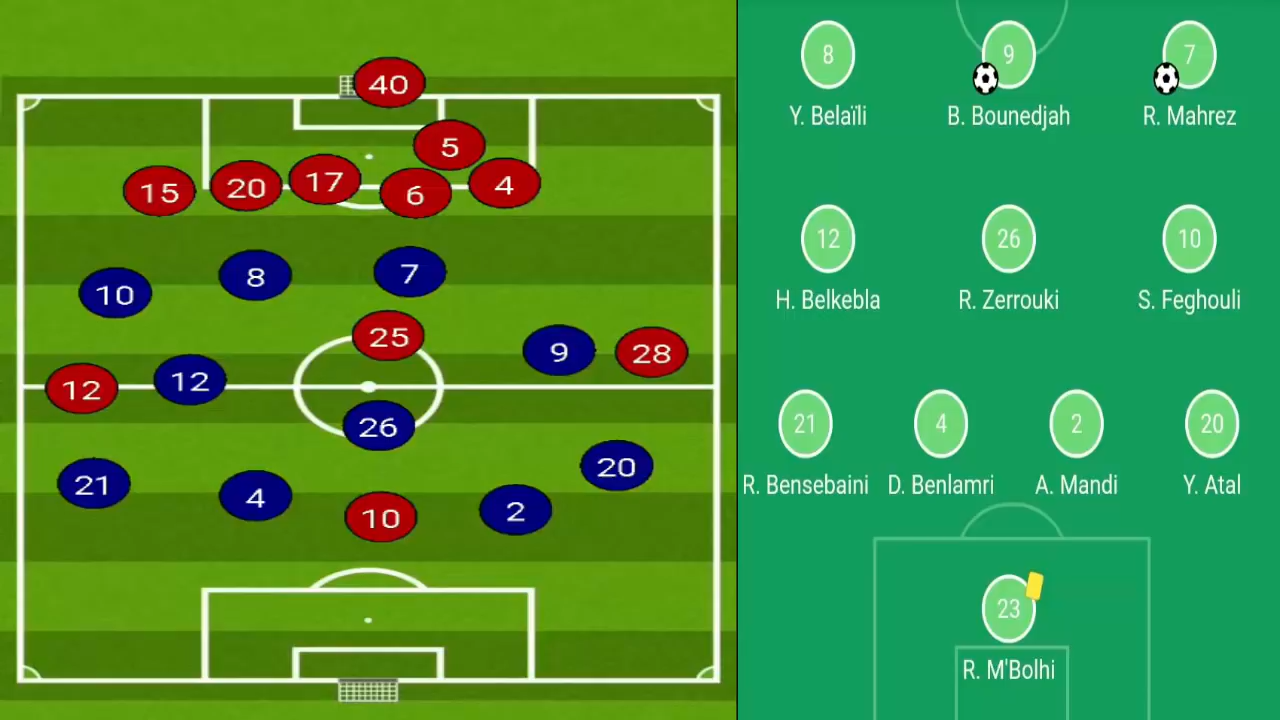 40
5
15 20 17 6 4
10 8 7
25
12 12 9 28
26
21 4 20
10 2
8 9 7
Y. Belaïli B. Bounedjah R. Mahrez
12 26 10
H. Belkebla R. Zerrouki S. Feghouli
21 4 2 20
R. Bensebaini D. Benlamri A. Mandi Y. Atal
23
R. M'Bolhi